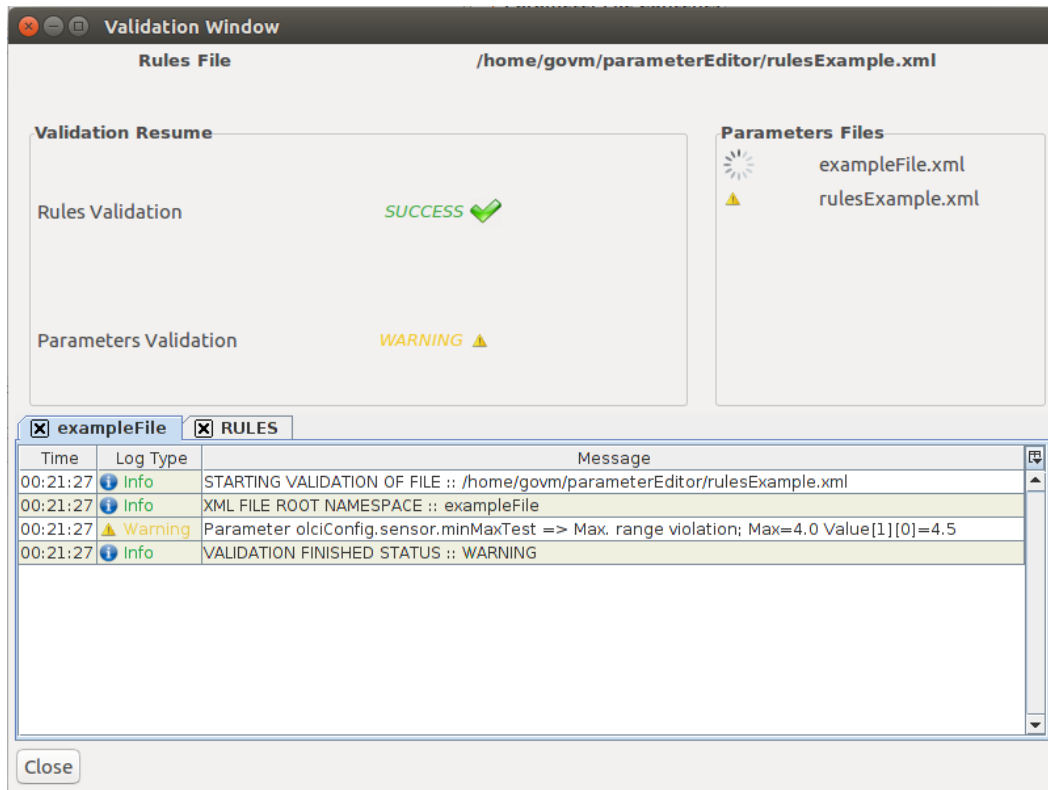 Validation Window
Rules File /home/govm/parameterEditor/rulesExample.xml
Validation Resume
Rules Validation SUCCESS
Parameters Validation WARNING
Parameters Files
exampleFile.xml
rulesExample.xml
exampleFile RULES
Time Log Type Message
00:21:27 Info STARTING VALIDATION OF FILE :: /home/govm/parameterEditor/rulesExample.xml
00:21:27 Info XML FILE ROOT NAMESPACE :: exampleFile
00:21:27 Warning Parameter olciConfig.sensor.minMaxTest => Max. range violation; Max=4.0 Value[1][0]=4.5
00:21:27 Info VALIDATION FINISHED STATUS :: WARNING
Close